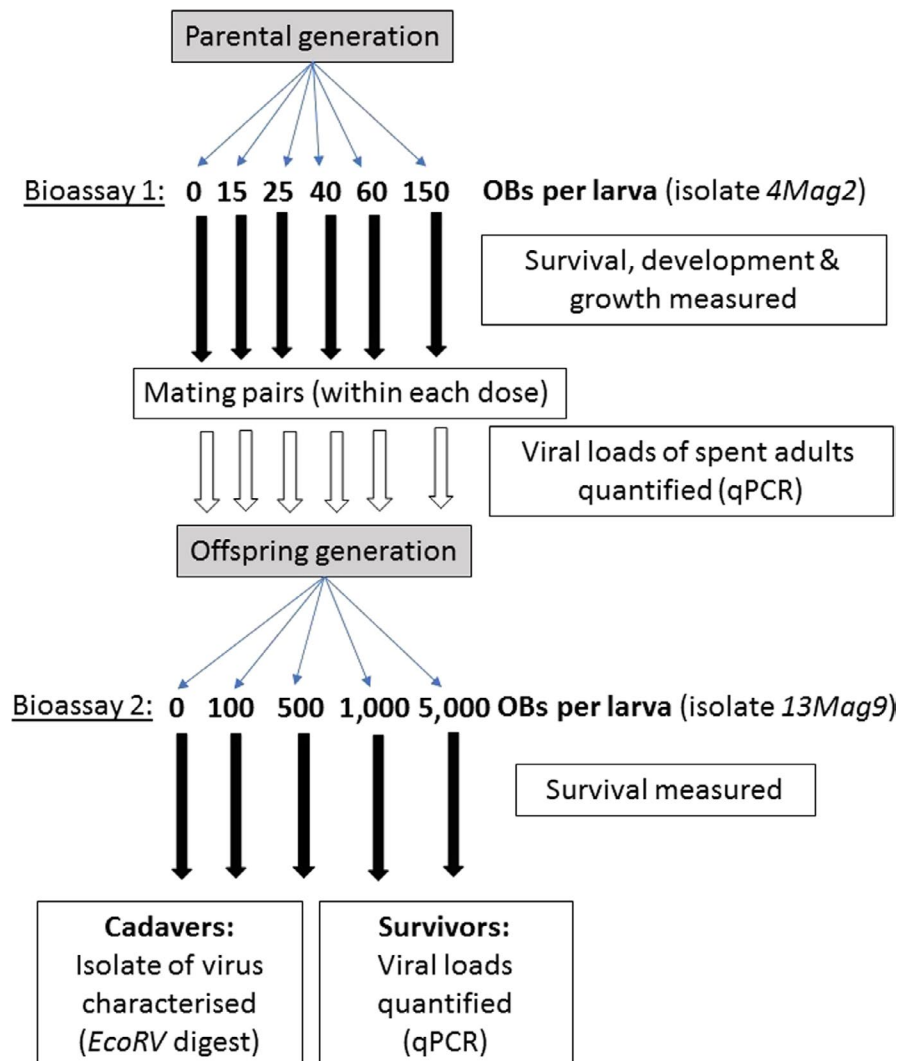 Parental generation
Bioassay 1: 0 15 25 40 60 150 OBs per larva (isolate 4Mag2)
Survival, development &
growth measured
Mating pairs (within each dose)
Viral loads of spent adults
quantified (qPCR)
Offspring generation
Bioassay 2: 0 100 500 1,000 5,000 OBs per larva (isolate 13Mag9)
Survival measured
Cadavers:
Isolate of virus
characterised
(EcoRV digest)
Survivors:
Viral loads
quantified
(qPCR)